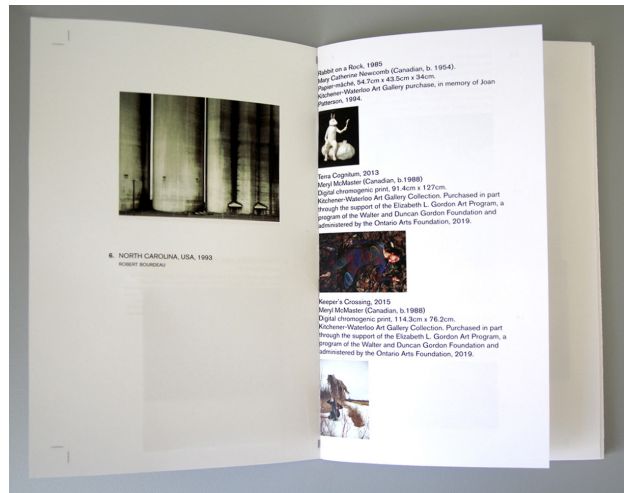 6. NORTH CAROLINA, USA, 1993
ROBERT BOURDEAU
Rabbit on a Rock, 1985
Mary Catherine Newcomb (Canadian, b. 1954).
Papier-mâché, 54.7cm x 43.5cm x 34cm.
Kitchener-Waterloo Art Gallery purchase, in memory of Joan
Patterson, 1994.
Terra Cognitum, 2013
Meryl McMaster (Canadian, b.1988)
Digital chromogenic print, 91.4cm x 127cm.
Kitchener-Waterloo Art Gallery Collection. Purchased in part
through the support of the Elizabeth L. Gordon Art Program, a
program of the Walter and Duncan Gordon Foundation and
administered by the Ontario Arts Foundation, 2019.
Keeper's Crossing, 2015
Meryl McMaster (Canadian, b.1988)
Digital chromogenic print, 114.3cm x 76.2cm.
Kitchener-Waterloo Art Gallery Collection. Purchased in part
through the support of the Elizabeth L. Gordon Art Program, a
program of the Walter and Duncan Gordon Foundation and
administered by the Ontario Arts Foundation, 2019.